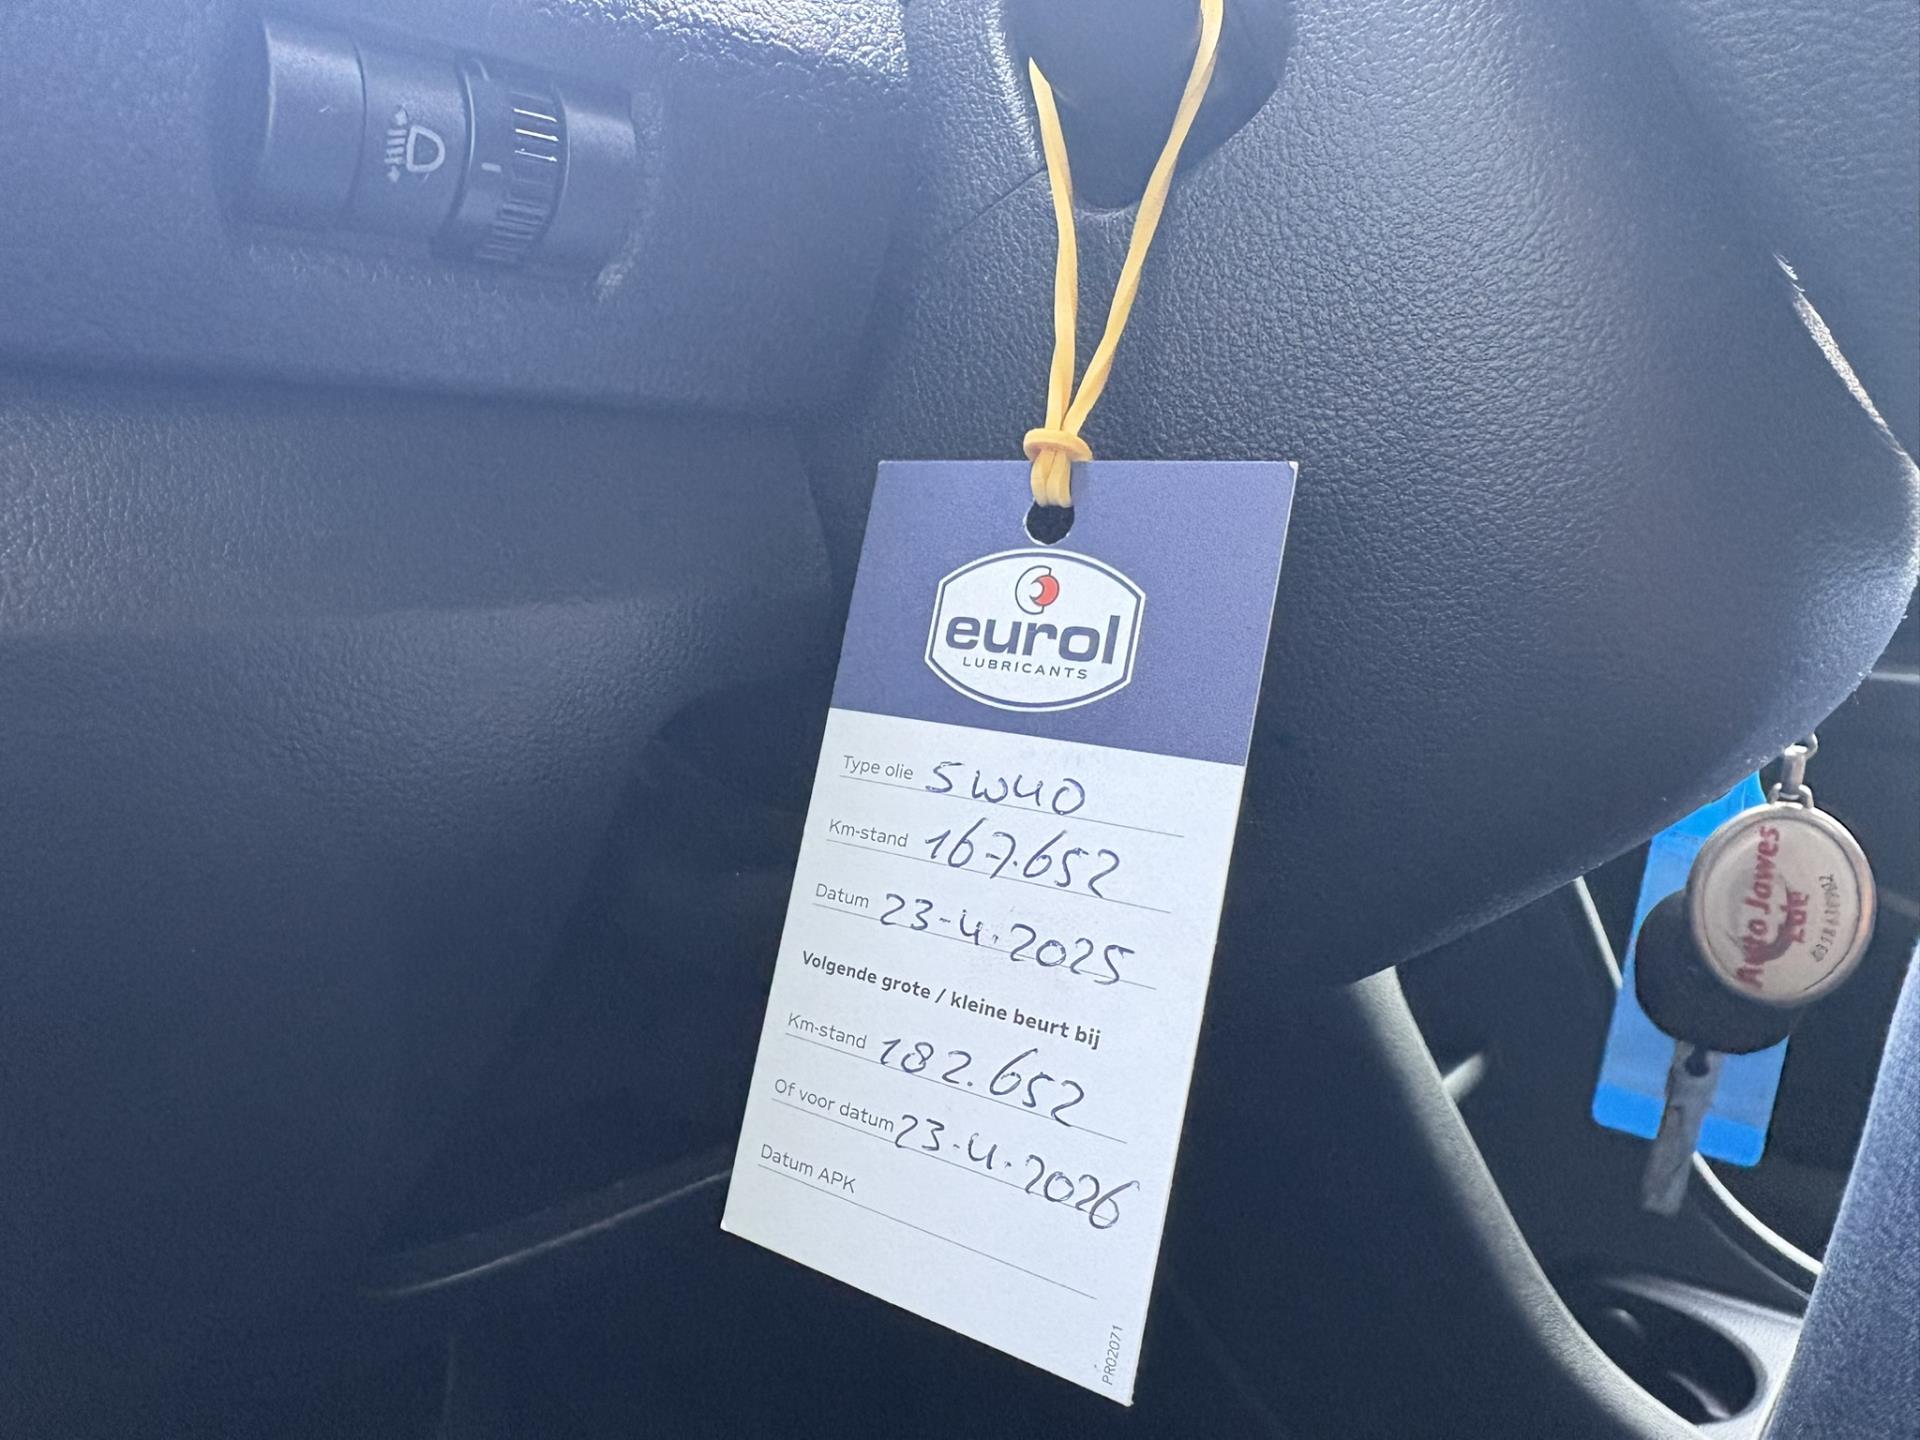 eurol
LUBRICANTS
Type olie 5W40
Km-stand 167.652
Datum 23-4.2025
Volgende grote / kleine beurt bij
Km-stand 182.652
Of voor datum 23-4.2026
Datum APK
PR02071
Auto Jawes
Ede